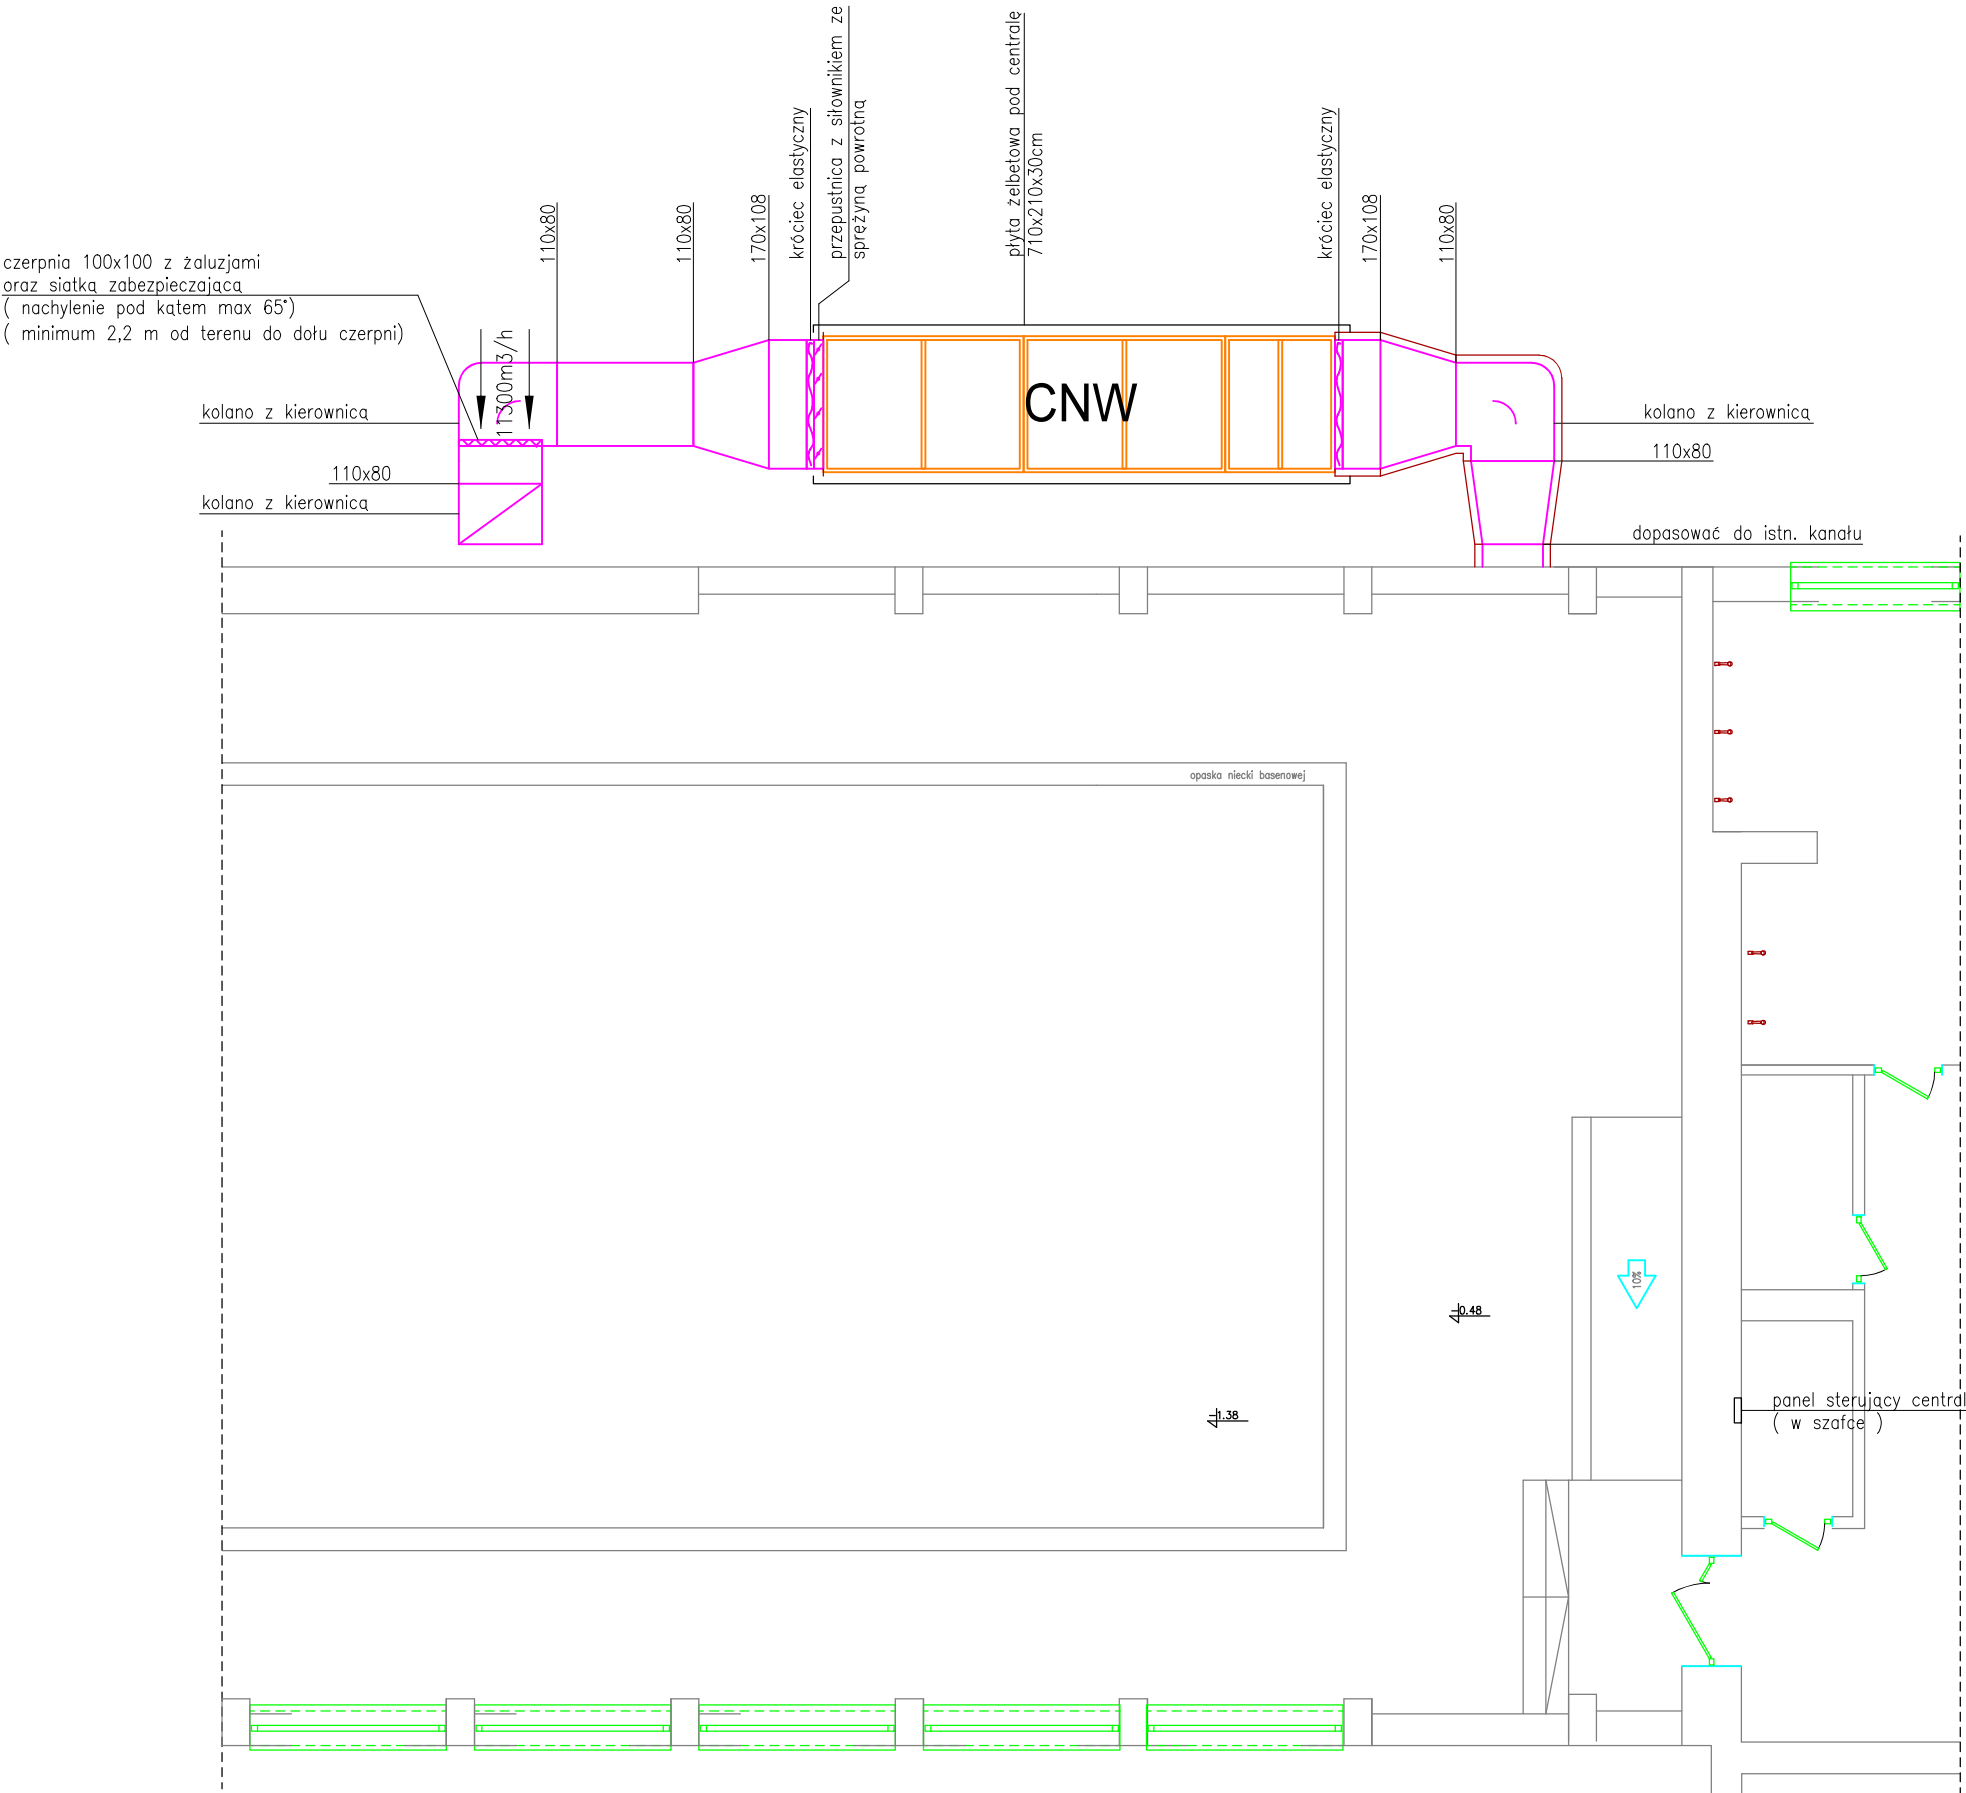 przepustnica z siłownikiem ze
sprężyną powrotną
płyta żelbetowa pod centralę
710x210x30cm
króciec elastyczny
króciec elastyczny
110x80
110x80
170x108
170x108
110x80
czerpnia 100x100 z żaluzjami
oraz siatką zabezpieczającą
( nachylenie pod kątem max 65°)
( minimum 2,2 m od terenu do dołu czerpni)
11300m3/h
CNW
kolano z kierownicą
kolano z kierownicą
110x80
110x80
kolano z kierownicą
dopasować do istn. kanału
opaska niecki basenowej
10%
-0.48
-1.38
panel sterujący central
( w szafce )